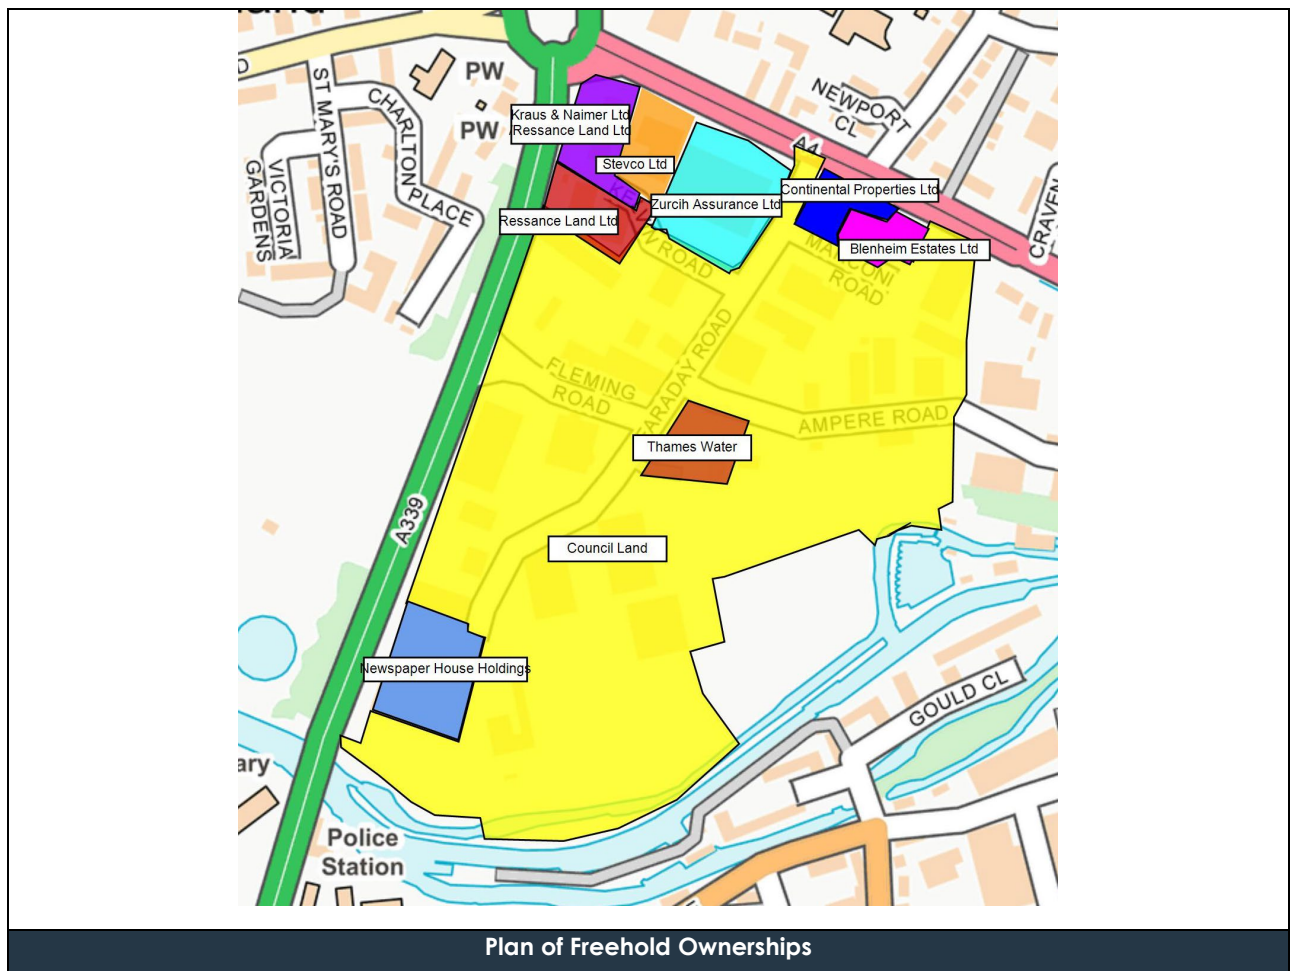 PW
ST MARY'S ROAD
CHARLTON PLACE
NEWPORT
CL
Kraus & Naimer Ltd
/Ressance Land Ltd
PW
A4
VICTORIA
GARDENS
Stevco Ltd
Continental Properties Ltd
Zurcih Assurance Ltd
Ressance Land Ltd
CRAVEN
Blenheim Estates Ltd
MARCONI
ROAD
ROAD
FARADAY ROAD
FLEMING
ROAD
AMPERE ROAD
Thames Water
A339
Council Land
Newspaper House Holdings
GOULD CL
ary
Police
Station
Plan of Freehold Ownerships